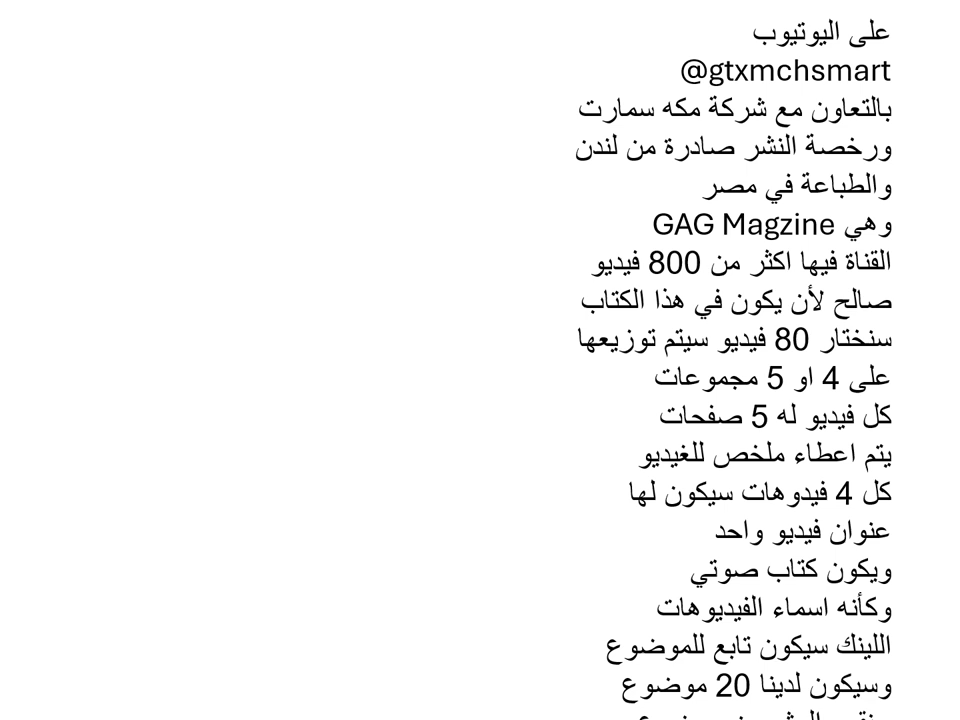 على اليوتيوب
@gtxmchsmart
بالتعاون مع شركة مكه سمارت
ورخصة النشر صادرة من لندن
والطباعة في مصر
وهي GAG Magzine
القناة فيها اكثر من 800 فيديو
صالح لأن يكون في هذا الكتاب
سنختار 80 فيديو سيتم توزيعها
على 4 او 5 مجموعات
كل فيديو له 5 صفحات
يتم اعطاء ملخص للغيديو
كل 4 فيدوهات سيكون لها
عنوان فيديو واحد
ويكون كتاب صوتي
وكأنه اسماء الفيديوهات
اللينك سيكون تابع للموضوع
وسيكون لدينا 20 موضوع